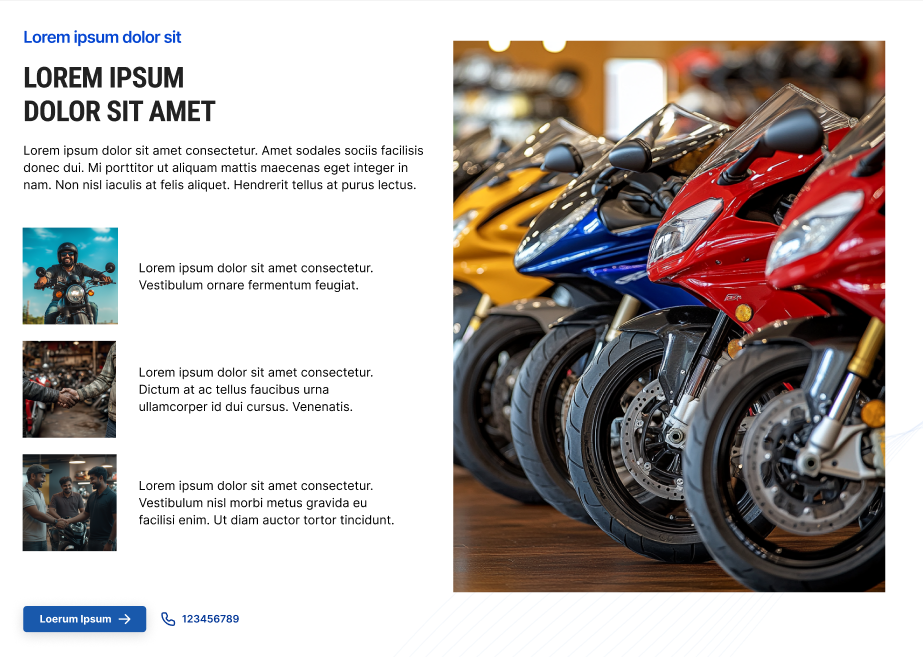 Lorem ipsum dolor sit
LOREM IPSUM
DOLOR SIT AMET
Lorem ipsum dolor sit amet consectetur. Amet sodales sociis facilisis
donec dui. Mi porttitor ut aliquam mattis maecenas eget integer in
nam. Non nisl iaculis at felis aliquet. Hendrerit tellus at purus lectus.
Lorem ipsum dolor sit amet consectetur.
Vestibulum ornare fermentum feugiat.
Lorem ipsum dolor sit amet consectetur.
Dictum at ac tellus faucibus urna
ullamcorper id dui cursus. Venenatis.
Lorem ipsum dolor sit amet consectetur.
Vestibulum nisl morbi metus gravida eu
facilisi enim. Ut diam auctor tortor tincidunt.
Loerum Ipsum
123456789